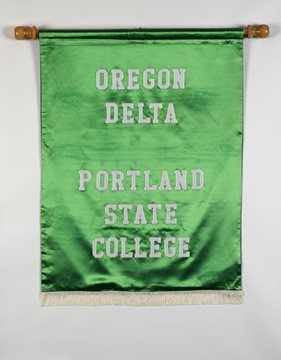 OREGON
DELTA
PORTLAND
STATE
COLLEGE